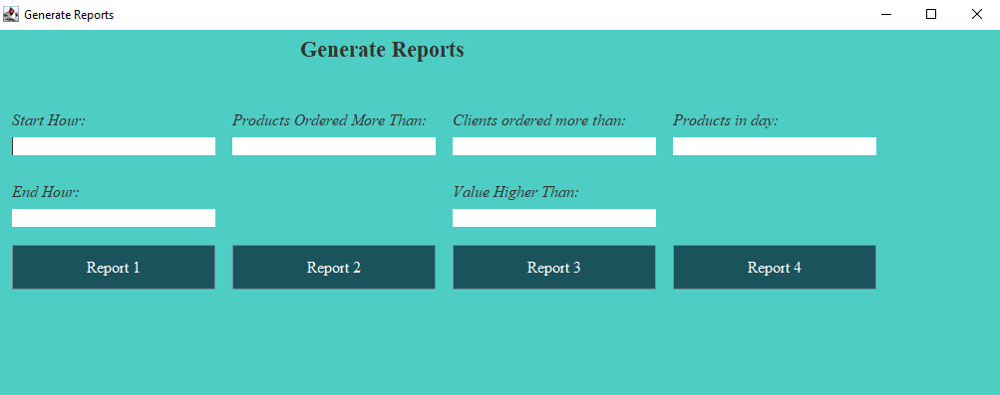 Generate Reports
Generate Reports
Start Hour: Products Ordered More Than: Clients ordered more than: Products in day:
End Hour: Value Higher Than:
Report 1 Report 2 Report 3 Report 4